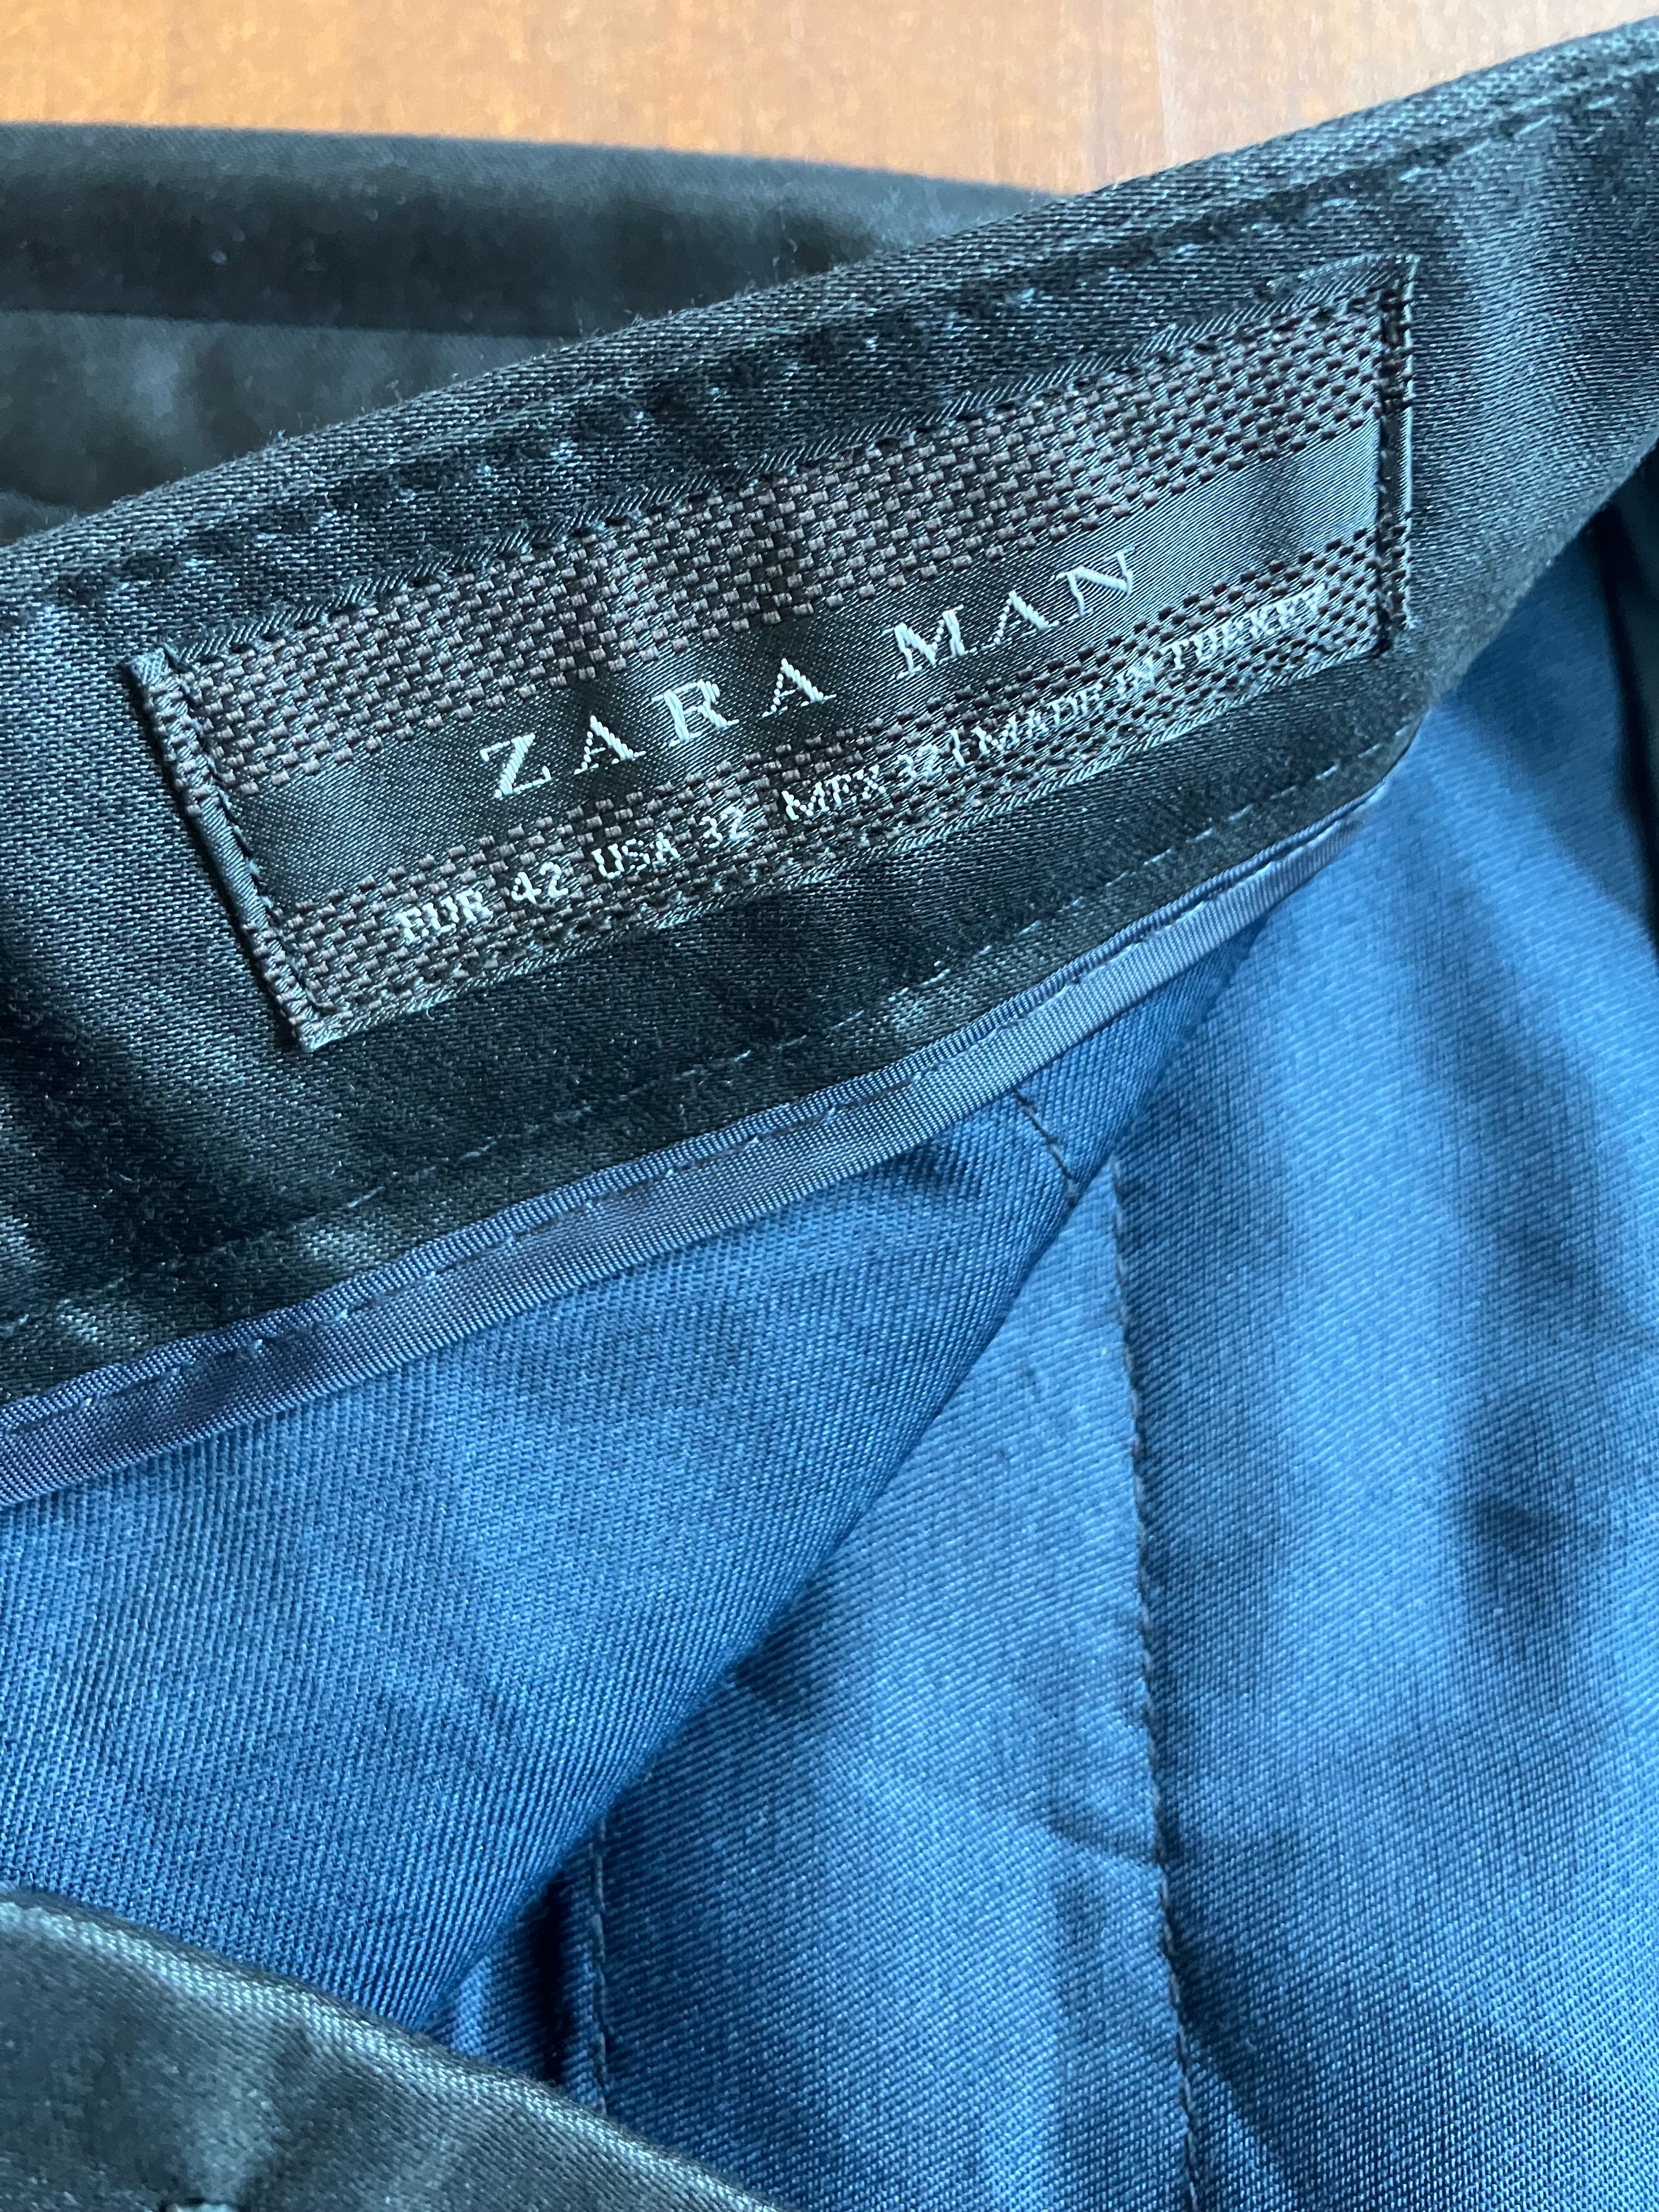 ZARA MAN
EUR 42 USA 32 MEX 32 | MADE IN TURKEY